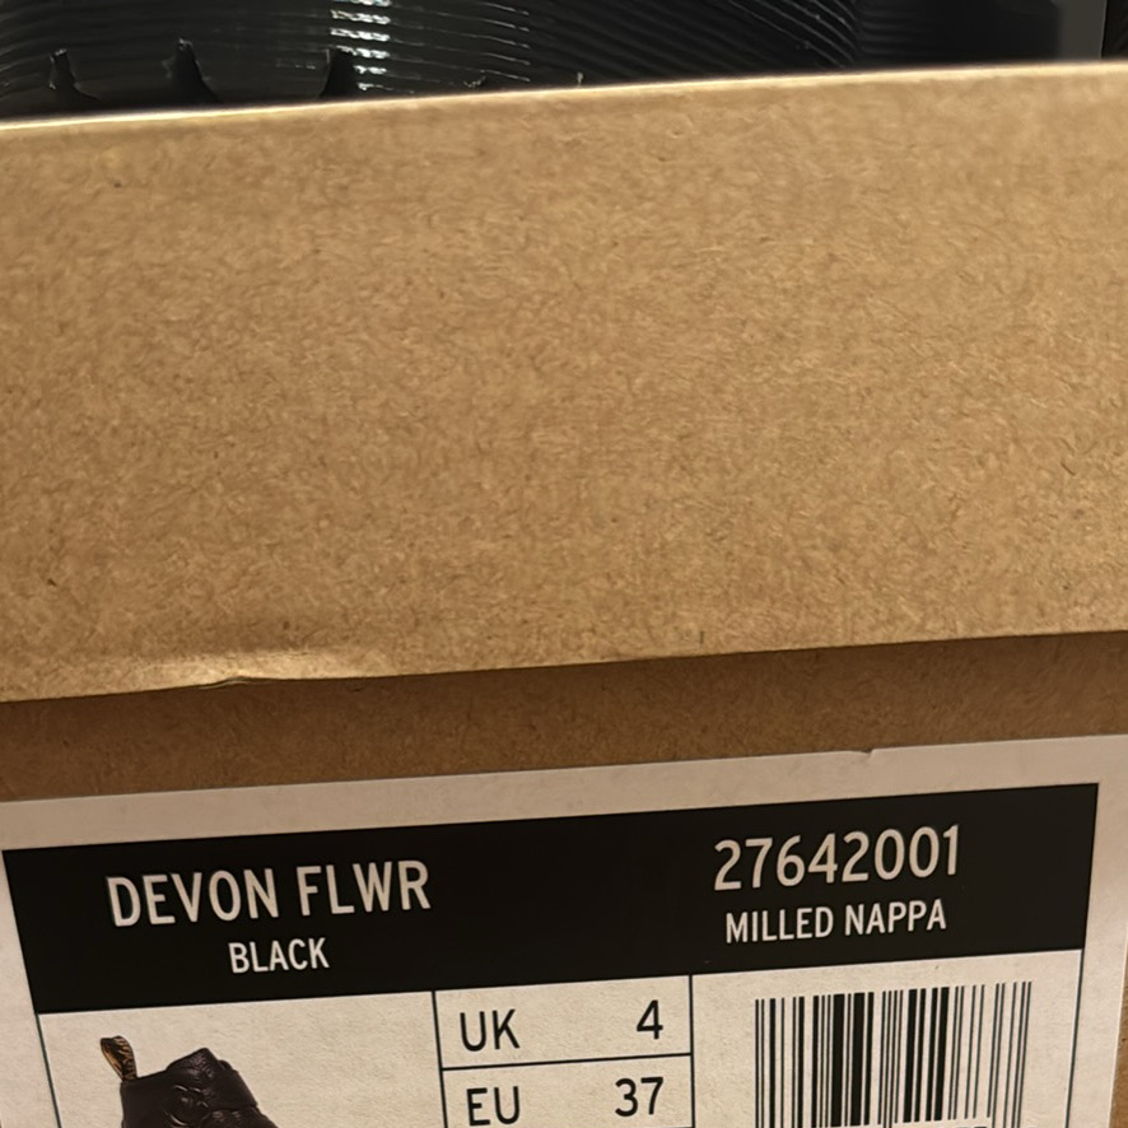 DEVON FLWR
BLACK
27642001
MILLED NAPPA
UK 4
EU 37